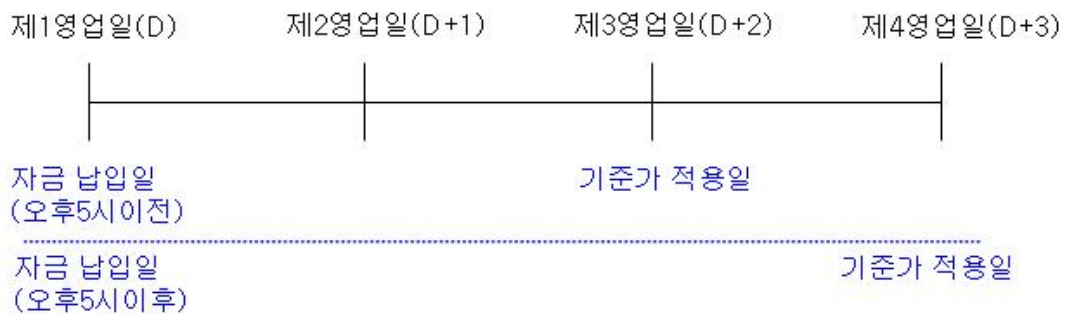 제1영업일(D) 제2영업일(D+1) 제3영업일(D+2) 제4영업일(D+3)
자금 납입일 기준가 적용일
(오후5시이전)
자금 납입일 기준가 적용일
(오후5시이후)